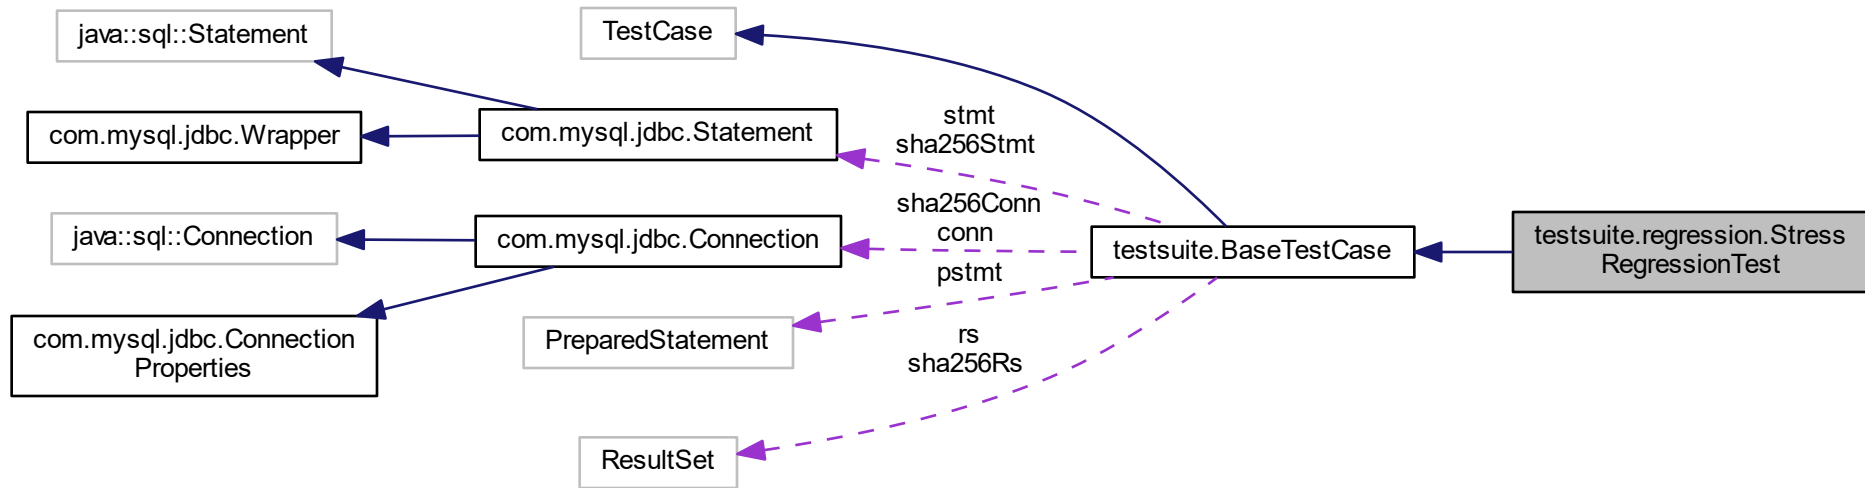 java::sql::Statement
TestCase
com.mysql.jdbc.Wrapper
com.mysql.jdbc.Statement
stmt
sha256Stmt
java::sql::Connection
com.mysql.jdbc.Connection
sha256Conn
conn
testsuite.BaseTestCase
testsuite.regression.Stress
RegressionTest
pstmt
com.mysql.jdbc.Connection
Properties
PreparedStatement
rs
sha256Rs
ResultSet